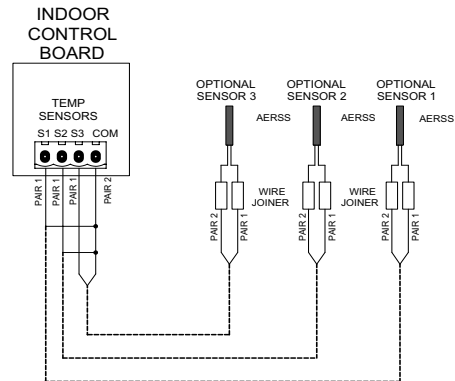 INDOOR
CONTROL
BOARD
TEMP
SENSORS
S1 S2 S3 COM
PAIR 1
PAIR 1
PAIR 1
PAIR 2
OPTIONAL
SENSOR 3
OPTIONAL
SENSOR 2
OPTIONAL
SENSOR 1
AERSS
AERSS
AERSS
WIRE
JOINER
WIRE
JOINER
PAIR 2
PAIR 1
PAIR 2
PAIR 1
PAIR 2
PAIR 1